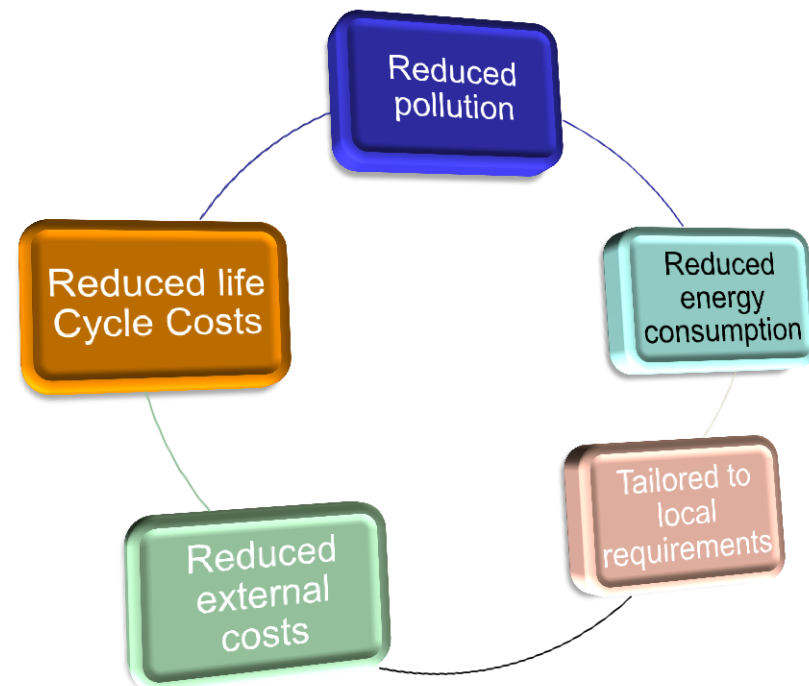 Reduced
pollution
Reduced
energy
consumption
Tailored to
local
requirements
Reduced
external
costs
Reduced life
Cycle Costs